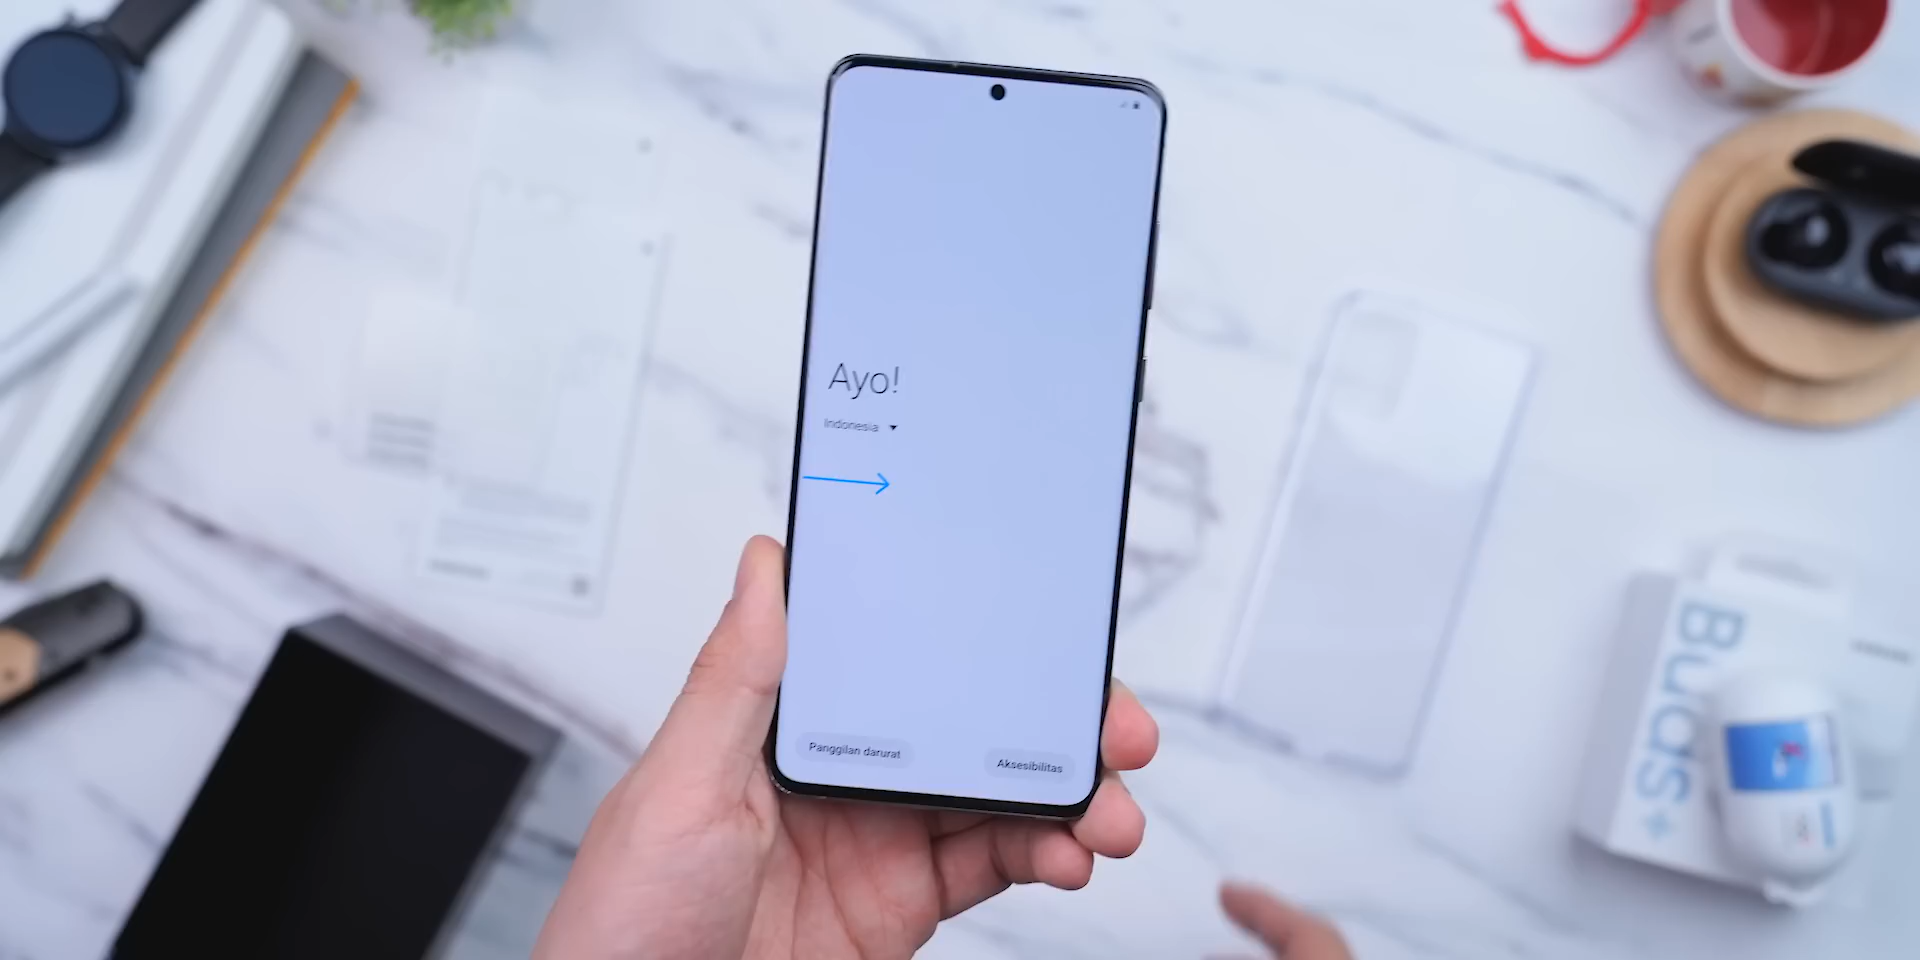 Ayo!
Indonesia
Panggilan darurat
Aksesibilitas
Buds+